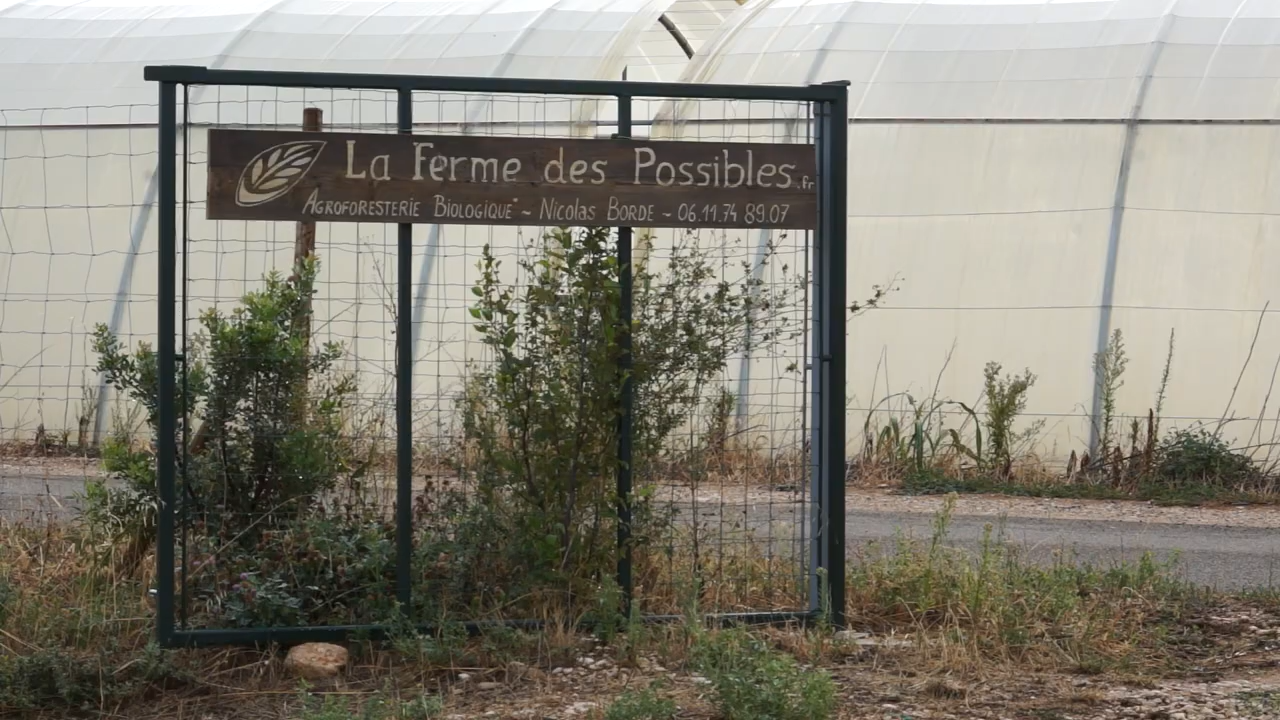 La Ferme des Possibles.fr
Agroforesterie Biologique* ~ Nicolas Borde - 06.11.74 89.07